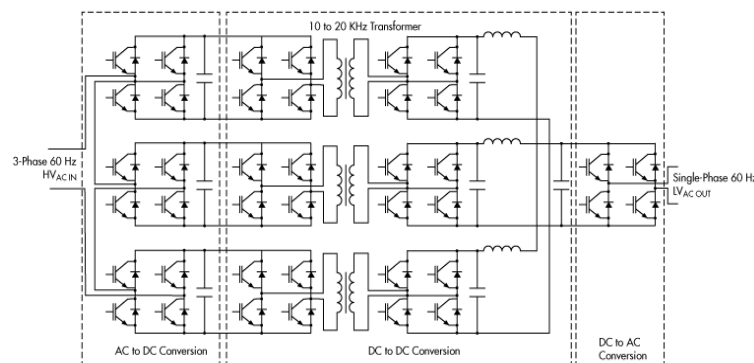 10 to 20 KHz Transformer
3-Phase 60 Hz
HVAC IN
Single-Phase 60 Hz
LVAC OUT
AC to DC Conversion
DC to DC Conversion
DC to AC
Conversion